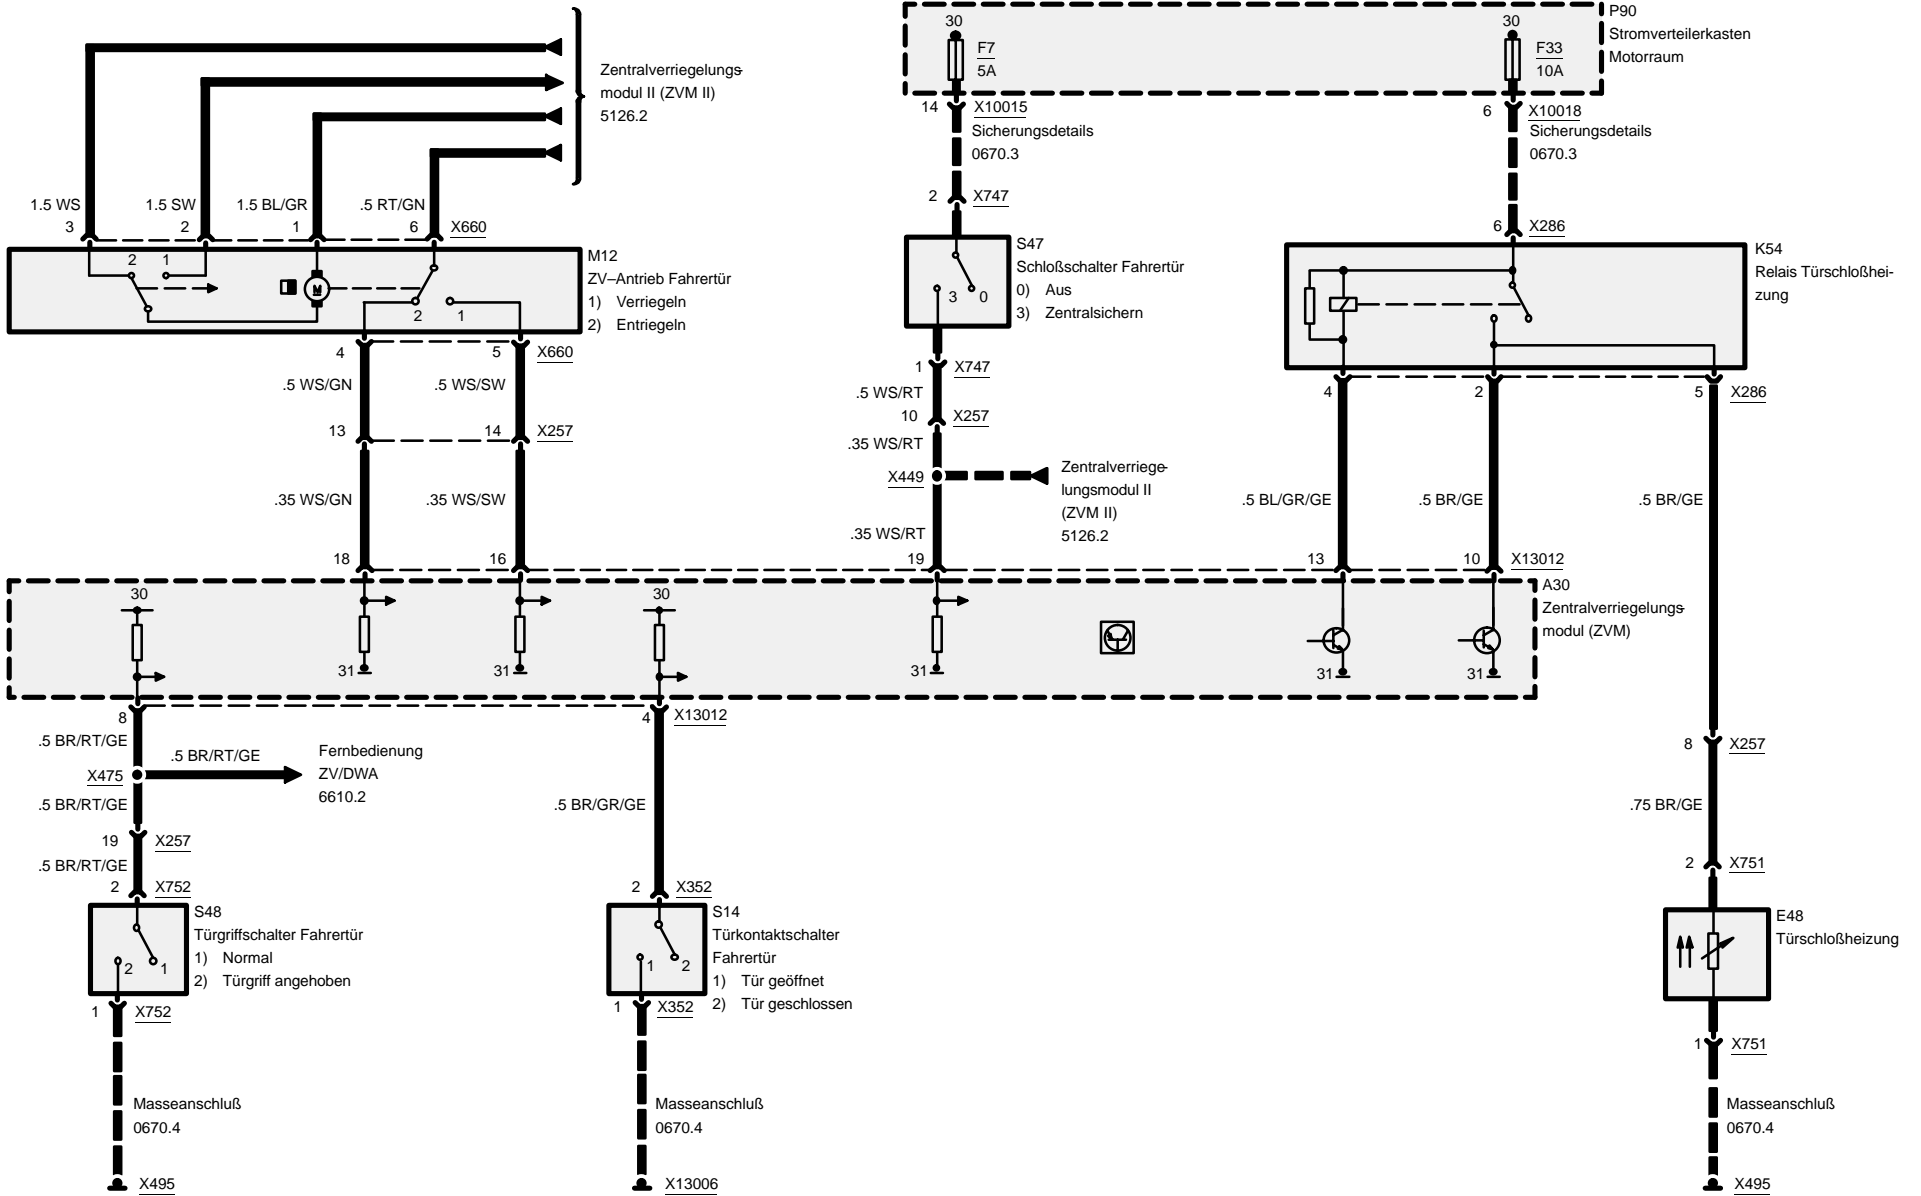 30
F7
5A
30
F33
10A
P90
Stromverteilerkasten
Motorraum
Zentralverriegelungs-
modul II (ZVM II)
5126.2
14
X10015
Sicherungsdetails
0670.3
6
X10018
Sicherungsdetails
0670.3
1.5 WS
1.5 SW
1.5 BL/GR
.5 RT/GN
3
2
1
6
X660
2
X747
6
X286
2
1
M
2
1
M12
ZV–Antrieb Fahrertür
1) Verriegeln
2) Entriegeln
3
0
S47
Schloßschalter Fahrertür
0) Aus
3) Zentralsichern
K54
Relais Türschloßhei-
zung
4
5
X660
.5 WS/GN
.5 WS/SW
13
14
X257
.35 WS/GN
.35 WS/SW
18
16
1
X747
.5 WS/RT
10
X257
.35 WS/RT
X449
Zentralverriege-
lungsmodul II
(ZVM II)
5126.2
.35 WS/RT
19
4
2
5
X286
.5 BL/GR/GE
.5 BR/GE
.5 BR/GE
13
10
X13012
30
31
31
30
31
31
31
A30
Zentralverriegelungs-
modul (ZVM)
8
4
X13012
.5 BR/RT/GE
.5 BR/RT/GE
X475
Fernbedienung
ZV/DWA
6610.2
.5 BR/RT/GE
.5 BR/GR/GE
19
X257
.5 BR/RT/GE
2
X752
2
X352
8
X257
.75 BR/GE
2
X751
2
1
S48
Türgriffschalter Fahrertür
1) Normal
2) Türgriff angehoben
1
2
S14
Türkontaktschalter
Fahrertür
1) Tür geöffnet
2) Tür geschlossen
E48
Türschloßheizung
1
X752
1
X352
1
X751
Masseanschluß
0670.4
Masseanschluß
0670.4
Masseanschluß
0670.4
X495
X13006
X495